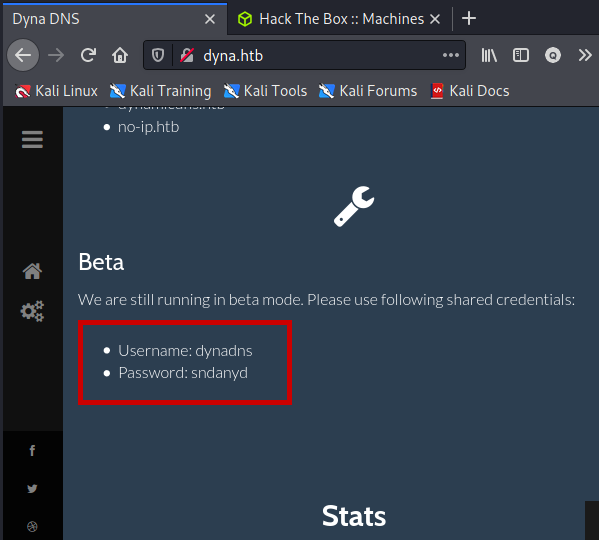 Dyna DNS
Hack The Box :: Machines
dyna.htb
Kali Linux
Kali Training
Kali Tools
Kali Forums
Kali Docs
no-ip.htb
Beta
We are still running in beta mode. Please use following shared credentials:
Username: dynadns
Password: sndanyd
Stats